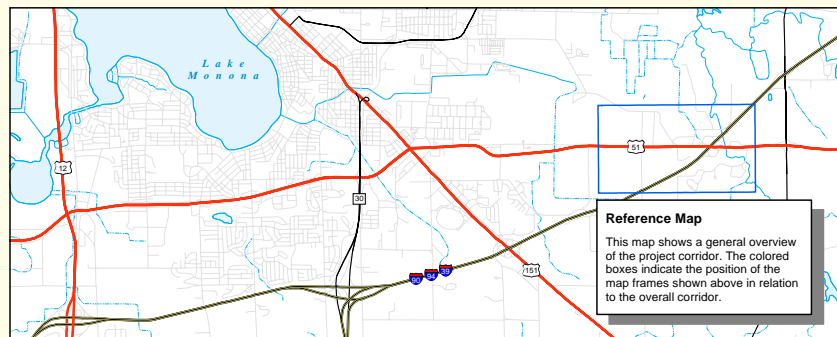 Lake
Monona
12
30
51
151
90
94
39
Reference Map
This map shows a general overview
of the project corridor. The colored
boxes indicate the position of the
map frames shown above in relation
to the overall corridor.